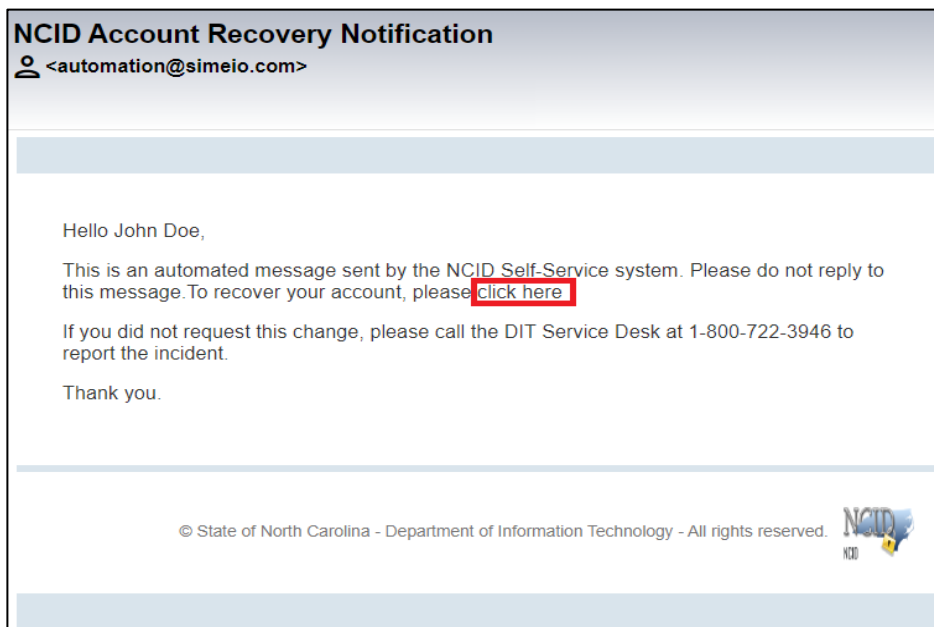 NCID Account Recovery Notification
<automation@simeio.com>
Hello John Doe,
This is an automated message sent by the NCID Self-Service system. Please do not reply to
this message.To recover your account, please click here
If you did not request this change, please call the DIT Service Desk at 1-800-722-3946 to
report the incident.
Thank you.
© State of North Carolina - Department of Information Technology - All rights reserved.
NCID
NCID